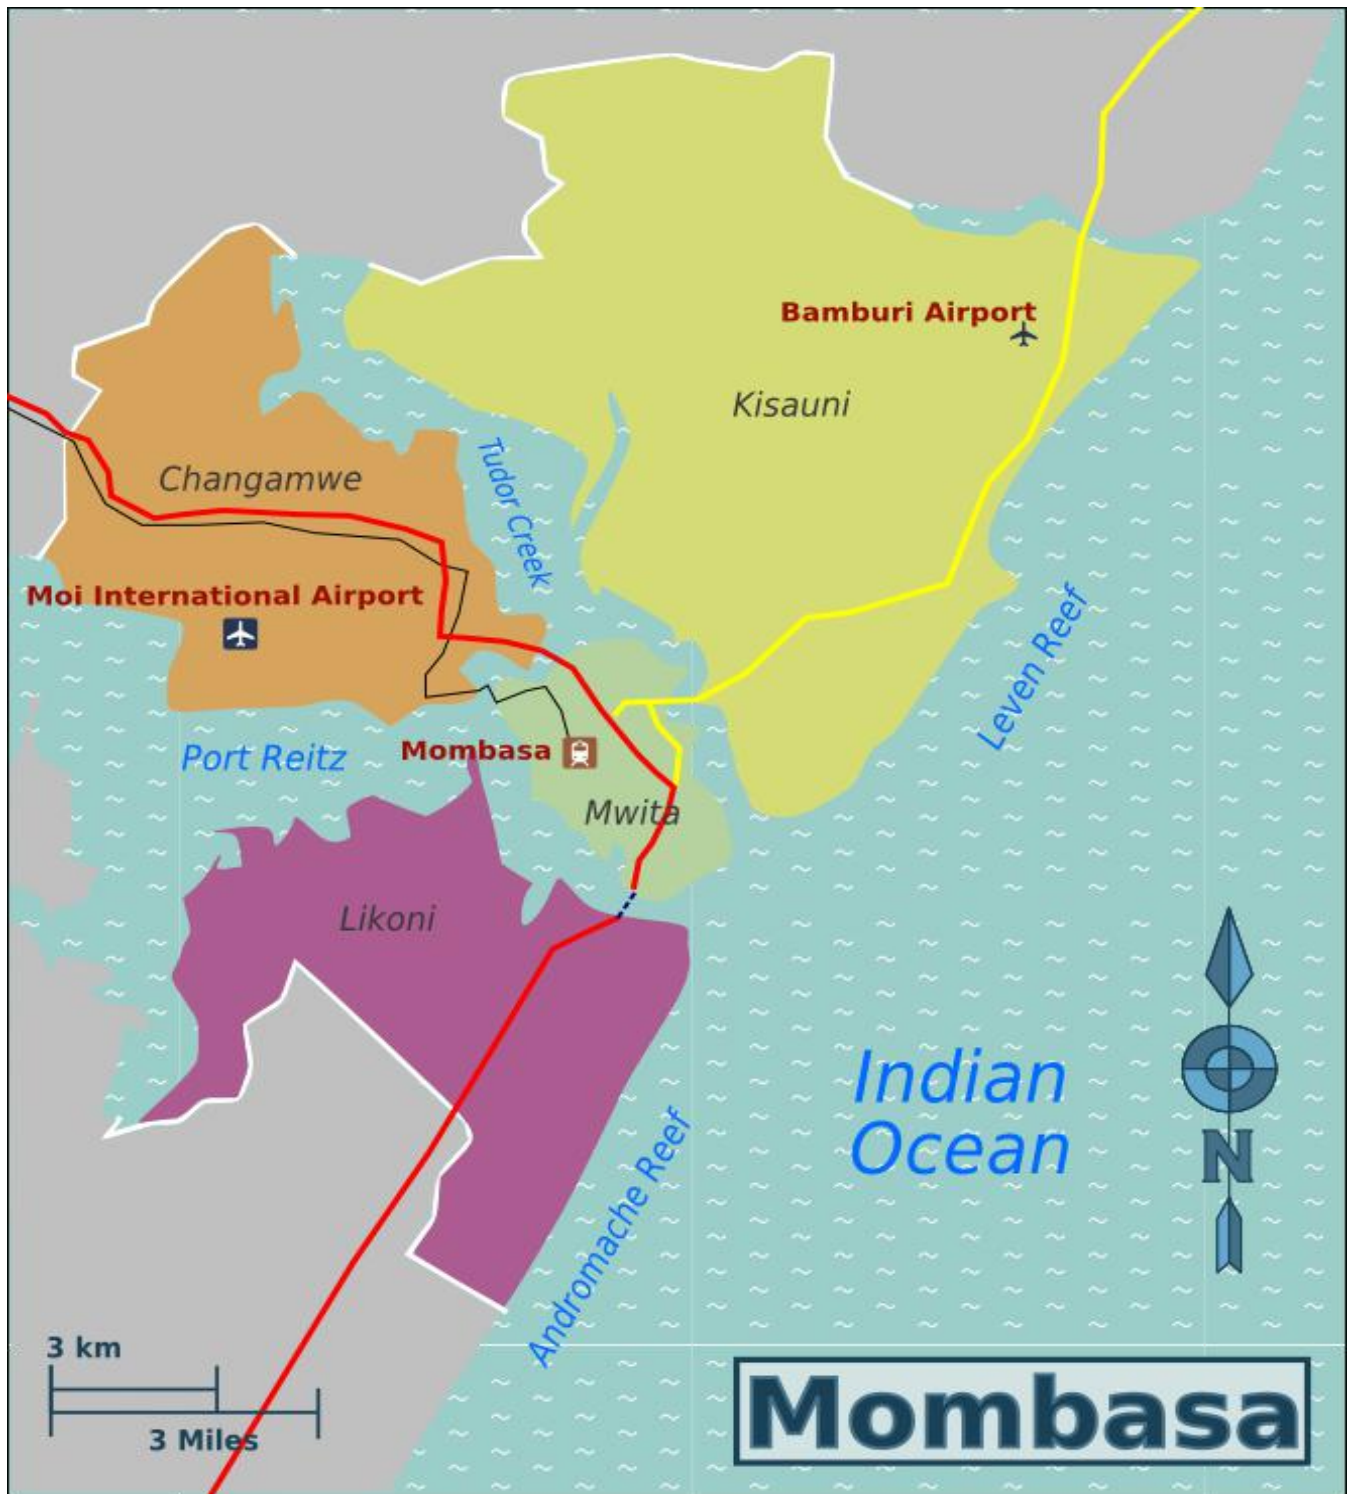 Bamburi Airport
Kisauni
Changamwe
Tudor Creek
Moi International Airport
Leven Reef
Port Reitz
Mombasa
Mwita
Likoni
Indian
Ocean
N
Andromache Reef
3 km
3 Miles
Mombasa